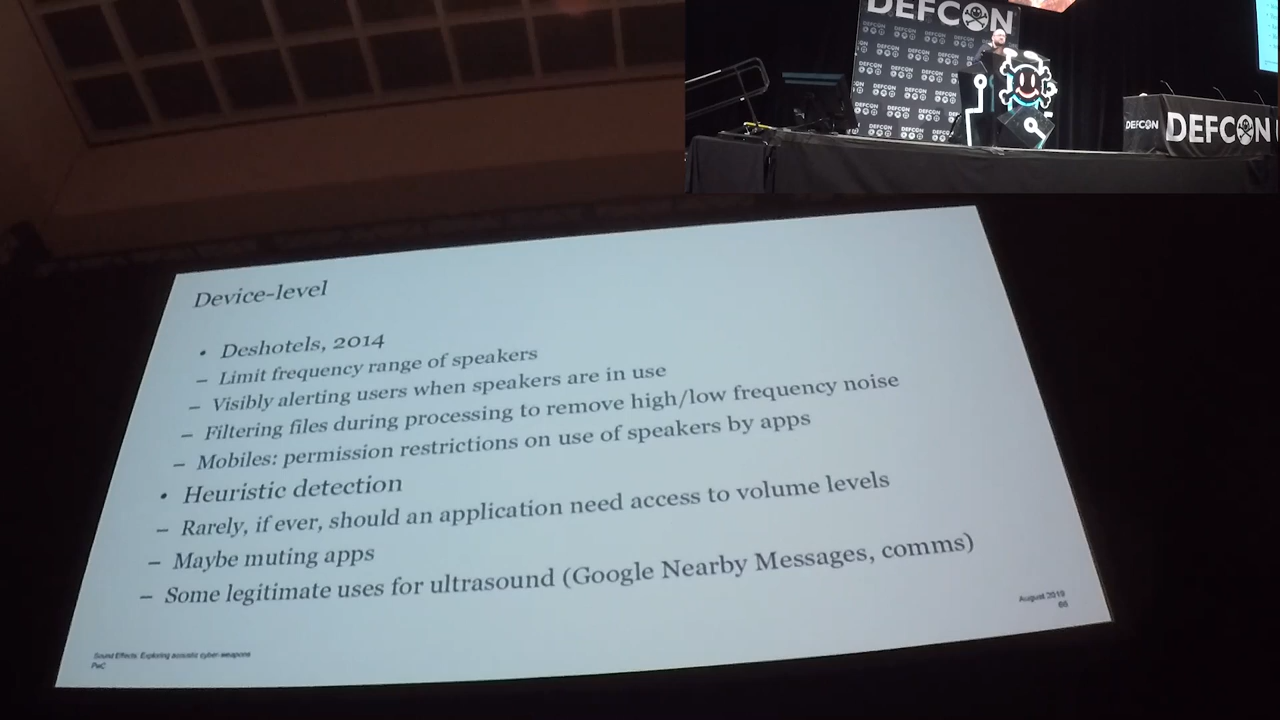 DEFCON
DEFCON
DEFCON
Device-level
• Deshotels, 2014
– Limit frequency range of speakers
– Visibly alerting users when speakers are in use
– Filtering files during processing to remove high/low frequency noise
– Mobiles: permission restrictions on use of speakers by apps
• Heuristic detection
– Rarely, if ever, should an application need access to volume levels
– Maybe muting apps
– Some legitimate uses for ultrasound (Google Nearby Messages, comms)
August 2019
Sound Effects: Exploring acoustic cyber-weapons
PwC